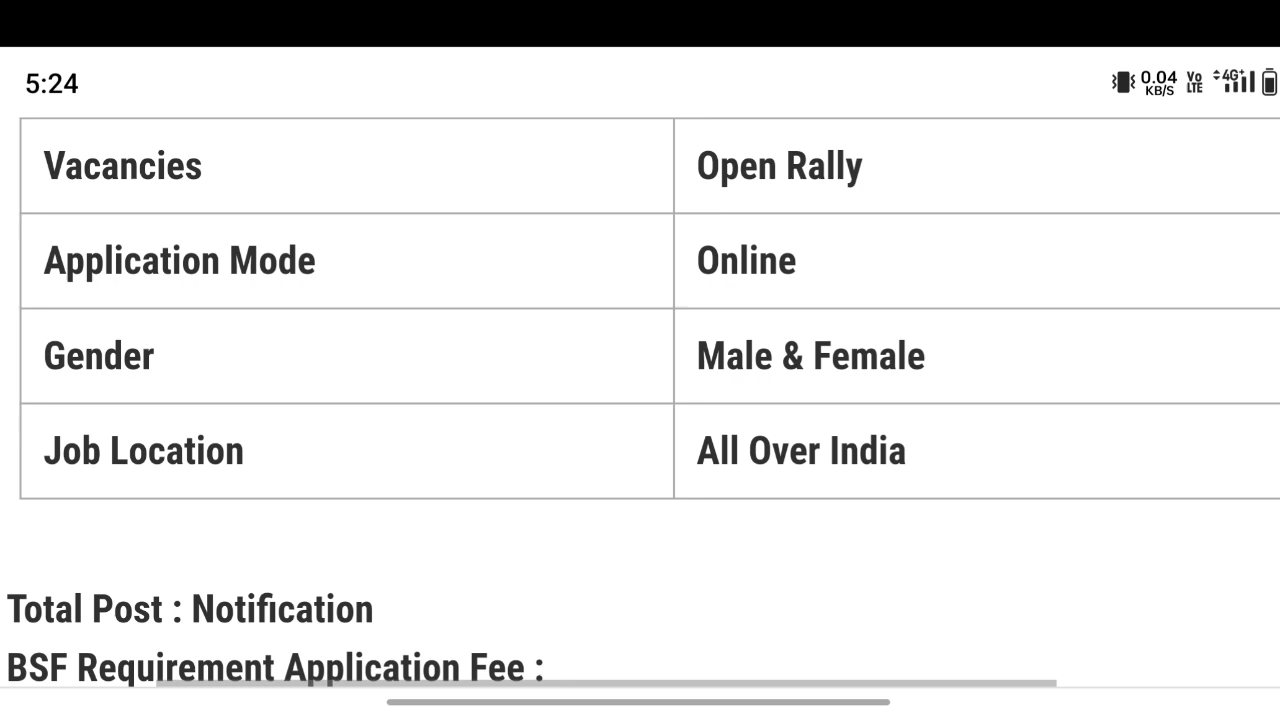 5:24 0.04 KB/S Vo LTE 4G+
Vacancies Open Rally
Application Mode Online
Gender Male & Female
Job Location All Over India
Total Post : Notification
BSF Requirement Application Fee :